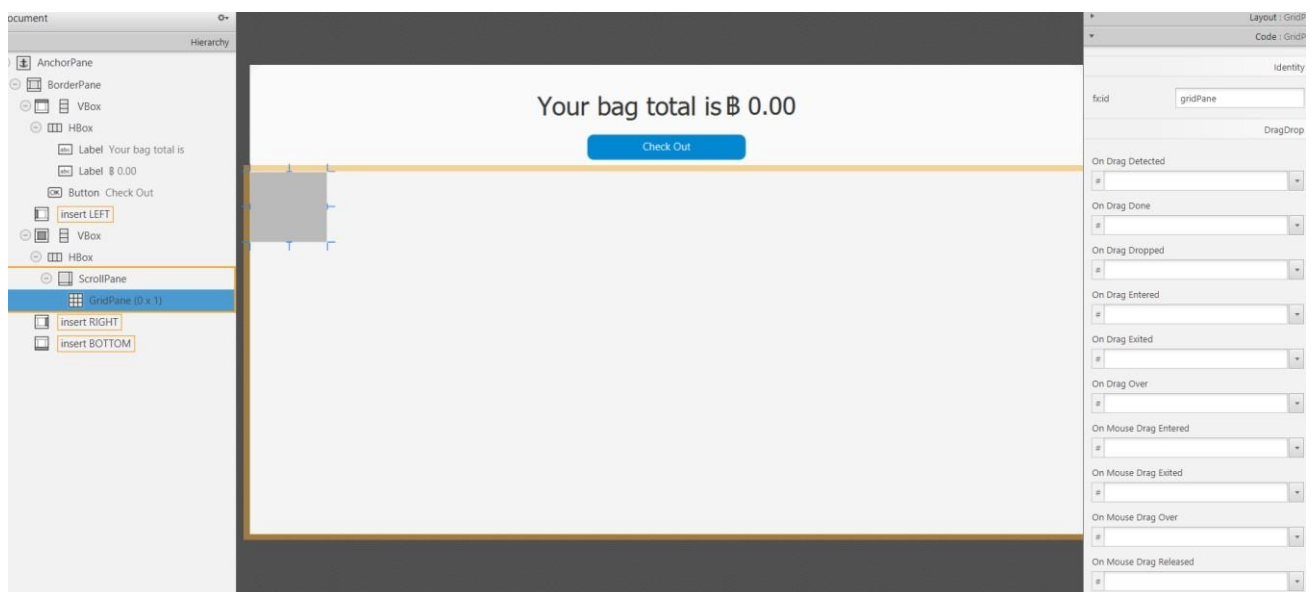 ocument
Hierarchy
AnchorPane
BorderPane
VBox
HBox
abc Label Your bag total is
abc Label ฿ 0.00
OK Button Check Out
insert LEFT
VBox
HBox
ScrollPane
GridPane (0 x 1)
insert RIGHT
insert BOTTOM
Your bag total is ฿ 0.00
Check Out
Layout : GridP
Code : GridP
Identity
fx:id gridPane
DragDrop
On Drag Detected
#
On Drag Done
#
On Drag Dropped
#
On Drag Entered
#
On Drag Exited
#
On Drag Over
#
On Mouse Drag Entered
#
On Mouse Drag Exited
#
On Mouse Drag Over
#
On Mouse Drag Released
#